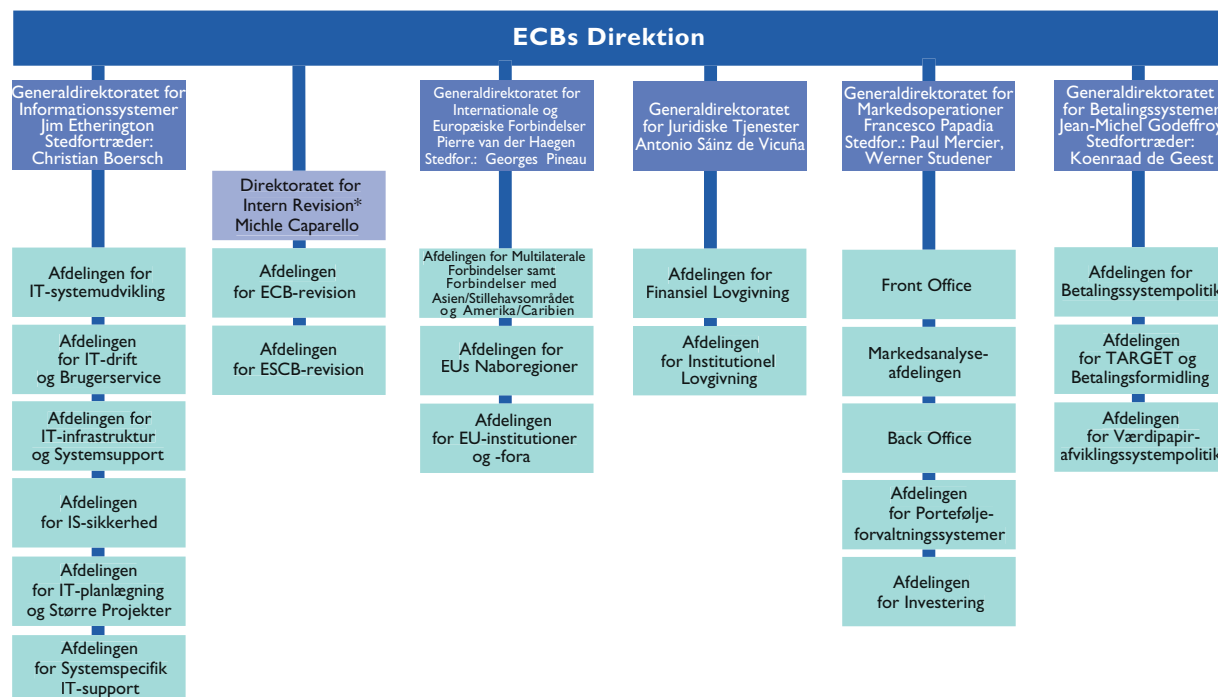 ECBs Direktion
Generaldirektoratet for
Informationssystemer
Jim Etherington
Stedfortræder:
Christian Boersch
Afdelingen for
IT-systemudvikling
Afdelingen
for IT-drift
og Brugerservice
Afdelingen for
IT-infrastruktur
og Systemsupport
Afdelingen
for IS-sikkerhed
Afdelingen
for IT-planlægning
og Større Projekter
Afdelingen
for Systemspecifik
IT-support
Direktoratet for
Intern Revision*
Michle Caparello
Afdelingen
for ECB-revision
Afdelingen
for ESCB-revision
Generaldirektoratet for
Internationale og
Europæiske Forbindelser
Pierre van der Haegen
Stedfor.: Georges Pineau
Afdelingen for Multilaterale
Forbindelser samt
Forbindelser med
Asien/Stillehavsområdet
og Amerika/Caribien
Afdelingen for
EUs Naboregioner
Afdelingen
for EU-institutioner
og -fora
Generaldirektoratet
for Juridiske Tjenester
Antonio Sáinz de Vicuña
Afdelingen for
Finansiel Lovgivning
Afdelingen
for Institutionel
Lovgivning
Generaldirektoratet for
Markedsoperationer
Francesco Papadia
Stedfor.: Paul Mercier,
Werner Studener
Front Office
Markedsanalyse-
afdelingen
Back Office
Afdelingen
for Portefølje-
forvaltningssystemer
Afdelingen
for Investering
Generaldirektoratet
for Betalingssystemer
Jean-Michel Godeffroy
Stedfortræder:
Koenraad de Geest
Afdelingen for
Betalingssystempolitik
Afdelingen
for TARGET og
Betalingsformidling
Afdelingen
for Værdipapir-
afviklingssystempolitik